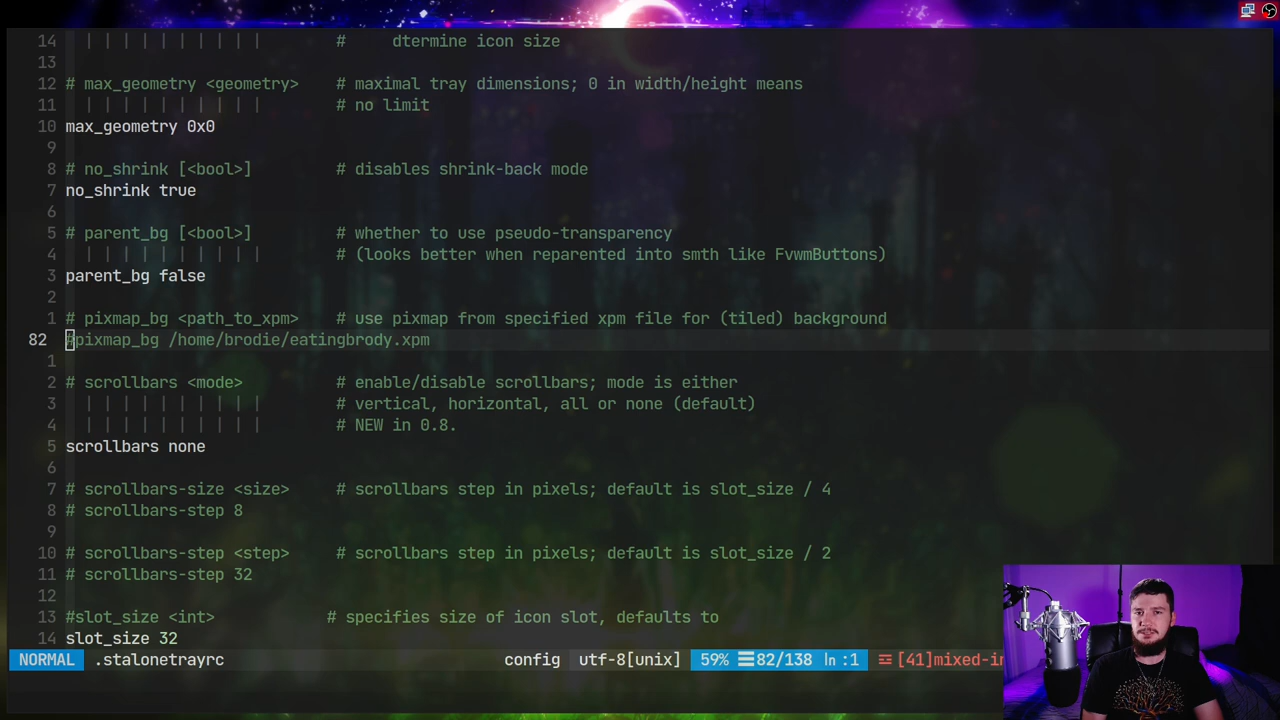 14 # dtermine icon size
13
12 # max_geometry <geometry> # maximal tray dimensions; 0 in width/height means
11 # no limit
10 max_geometry 0x0
9
8 # no_shrink [<bool>] # disables shrink-back mode
7 no_shrink true
6
5 # parent_bg [<bool>] # whether to use pseudo-transparency
4 # (looks better when reparented into smth like FvwmButtons)
3 parent_bg false
2
1 # pixmap_bg <path_to_xpm> # use pixmap from specified xpm file for (tiled) background
82 #pixmap_bg /home/brodie/eatingbrody.xpm
1
2 # scrollbars <mode> # enable/disable scrollbars; mode is either
3 # vertical, horizontal, all or none (default)
4 # NEW in 0.8.
5 scrollbars none
6
7 # scrollbars-size <size> # scrollbars step in pixels; default is slot_size / 4
8 # scrollbars-step 8
9
10 # scrollbars-step <step> # scrollbars step in pixels; default is slot_size / 2
11 # scrollbars-step 32
12
13 #slot_size <int> # specifies size of icon slot, defaults to
14 slot_size 32
NORMAL .stalonetrayrc config utf-8[unix] 59% ☰82/138 ln :1 ☲ [41]mixed-in